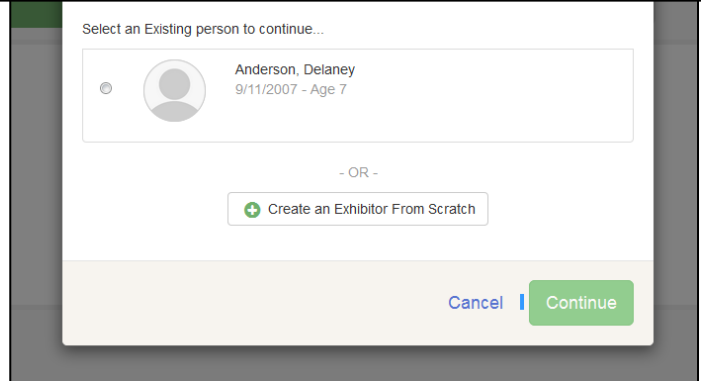 Select an Existing person to continue...
Anderson, Delaney
9/11/2007 - Age 7
- OR -
Create an Exhibitor From Scratch
Cancel
Continue